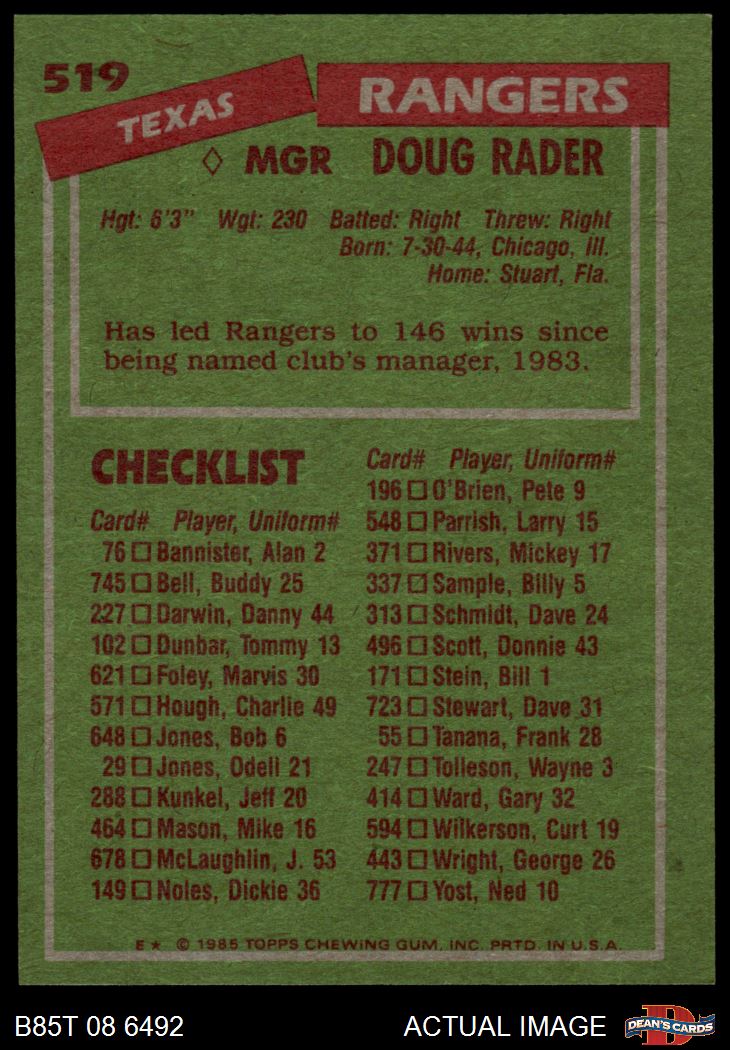 519
TEXAS RANGERS
◊ MGR DOUG RADER
Hgt: 6'3" Wgt: 230 Batted: Right Threw: Right
Born: 7-30-44, Chicago, Ill.
Home: Stuart, Fla.
Has led Rangers to 146 wins since
being named club's manager, 1983.
CHECKLIST
Card# Player, Uniform#
76 □ Bannister, Alan 2
745 □ Bell, Buddy 25
227 □ Darwin, Danny 44
102 □ Dunbar, Tommy 13
621 □ Foley, Marvis 30
571 □ Hough, Charlie 49
648 □ Jones, Bob 6
29 □ Jones, Odell 21
288 □ Kunkel, Jeff 20
464 □ Mason, Mike 16
678 □ McLaughlin, J. 53
149 □ Noles, Dickie 36
Card# Player, Uniform#
196 □ O'Brien, Pete 9
548 □ Parrish, Larry 15
371 □ Rivers, Mickey 17
337 □ Sample, Billy 5
313 □ Schmidt, Dave 24
496 □ Scott, Donnie 43
171 □ Stein, Bill 1
723 □ Stewart, Dave 31
55 □ Tanana, Frank 28
247 □ Tolleson, Wayne 3
414 □ Ward, Gary 32
594 □ Wilkerson, Curt 19
443 □ Wright, George 26
777 □ Yost, Ned 10
E★ © 1985 TOPPS CHEWING GUM, INC. PRTD. IN U.S.A.
B85T 08 6492 ACTUAL IMAGE
D
DEAN'S CARDS